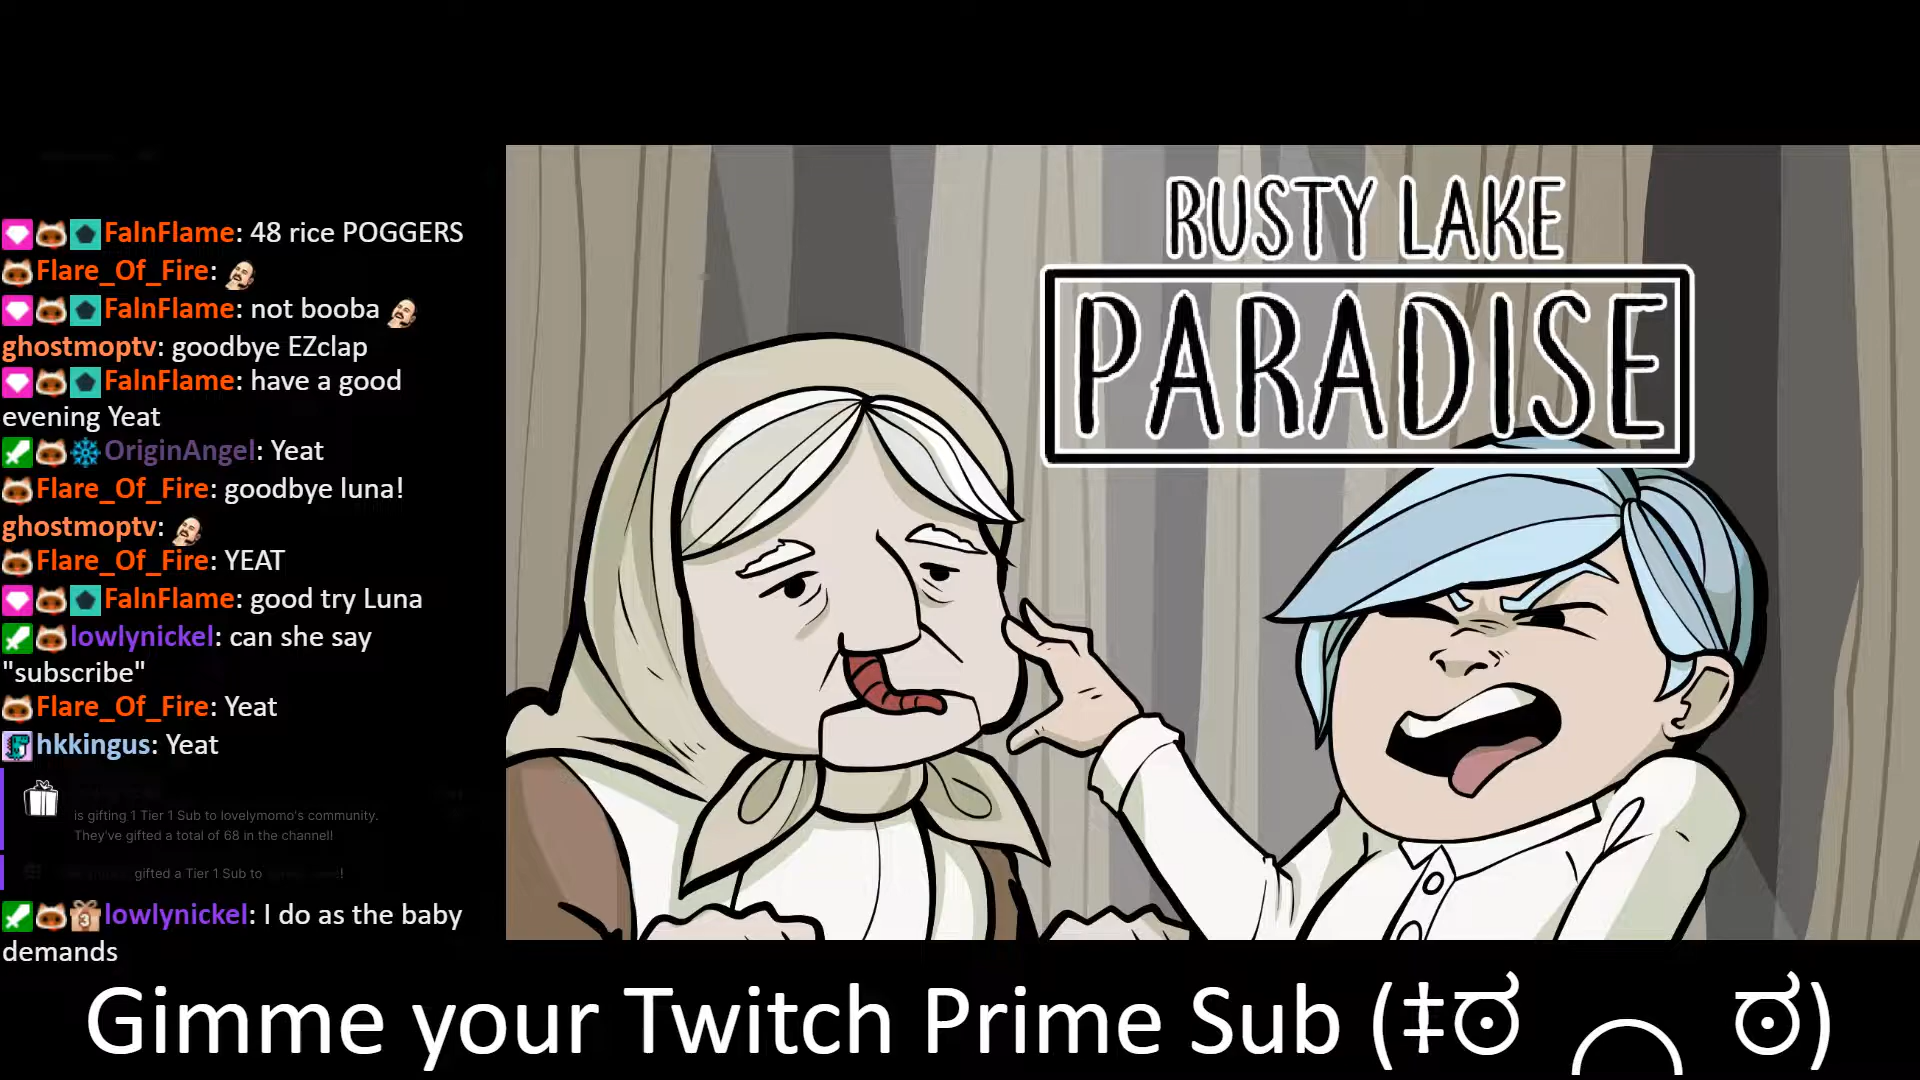 FalnFlame: 48 rice POGGERS
Flare_Of_Fire:
FalnFlame: not booba
ghostmoptv: goodbye EZclap
FalnFlame: have a good
evening Yeat
OriginAngel: Yeat
Flare_Of_Fire: goodbye luna!
ghostmoptv:
Flare_Of_Fire: YEAT
FalnFlame: good try Luna
lowlynickel: can she say
"subscribe"
Flare_Of_Fire: Yeat
hkkingus: Yeat
is gifting 1 Tier 1 Sub to lovelymomo's community.
They've gifted a total of 68 in the channel!
gifted a Tier 1 Sub to
3
lowlynickel: I do as the baby
demands
RUSTY LAKE
PARADISE
Gimme your Twitch Prime Sub (‡ಠ ⁔ ಠ)